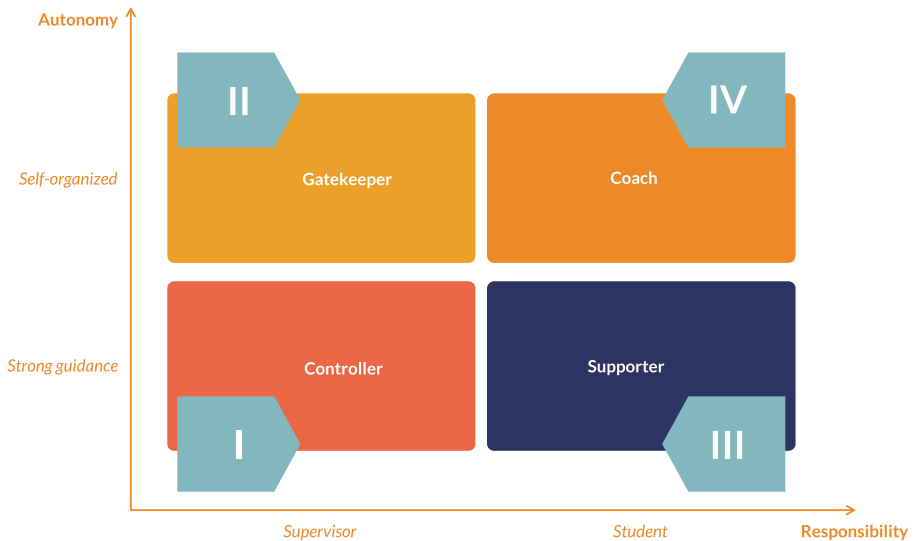 Autonomy
II
IV
Self-organized
Gatekeeper
Coach
Strong guidance
Controller
Supporter
I
III
Supervisor
Student
Responsibility